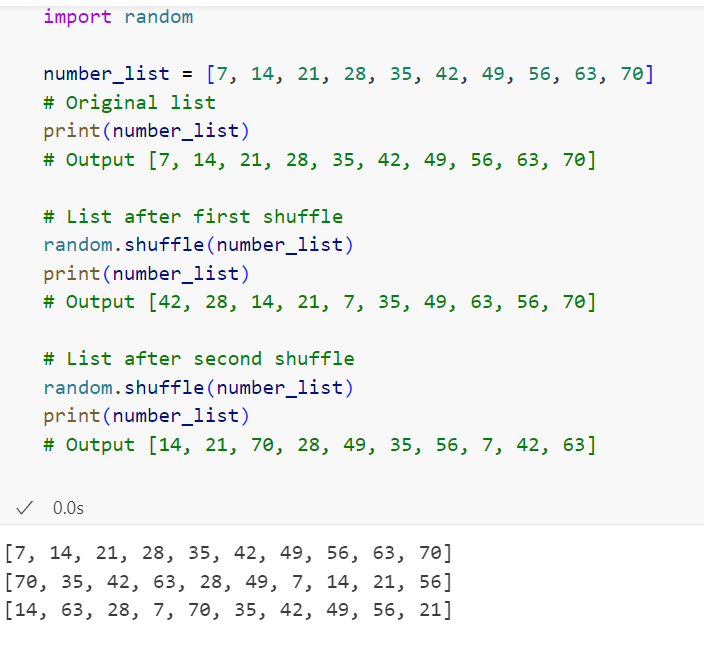 import random
number_list = [7, 14, 21, 28, 35, 42, 49, 56, 63, 70]
# Original list
print(number_list)
# Output [7, 14, 21, 28, 35, 42, 49, 56, 63, 70]
# List after first shuffle
random.shuffle(number_list)
print(number_list)
# Output [42, 28, 14, 21, 7, 35, 49, 63, 56, 70]
# List after second shuffle
random.shuffle(number_list)
print(number_list)
# Output [14, 21, 70, 28, 49, 35, 56, 7, 42, 63]
✓ 0.0s
[7, 14, 21, 28, 35, 42, 49, 56, 63, 70]
[70, 35, 42, 63, 28, 49, 7, 14, 21, 56]
[14, 63, 28, 7, 70, 35, 42, 49, 56, 21]